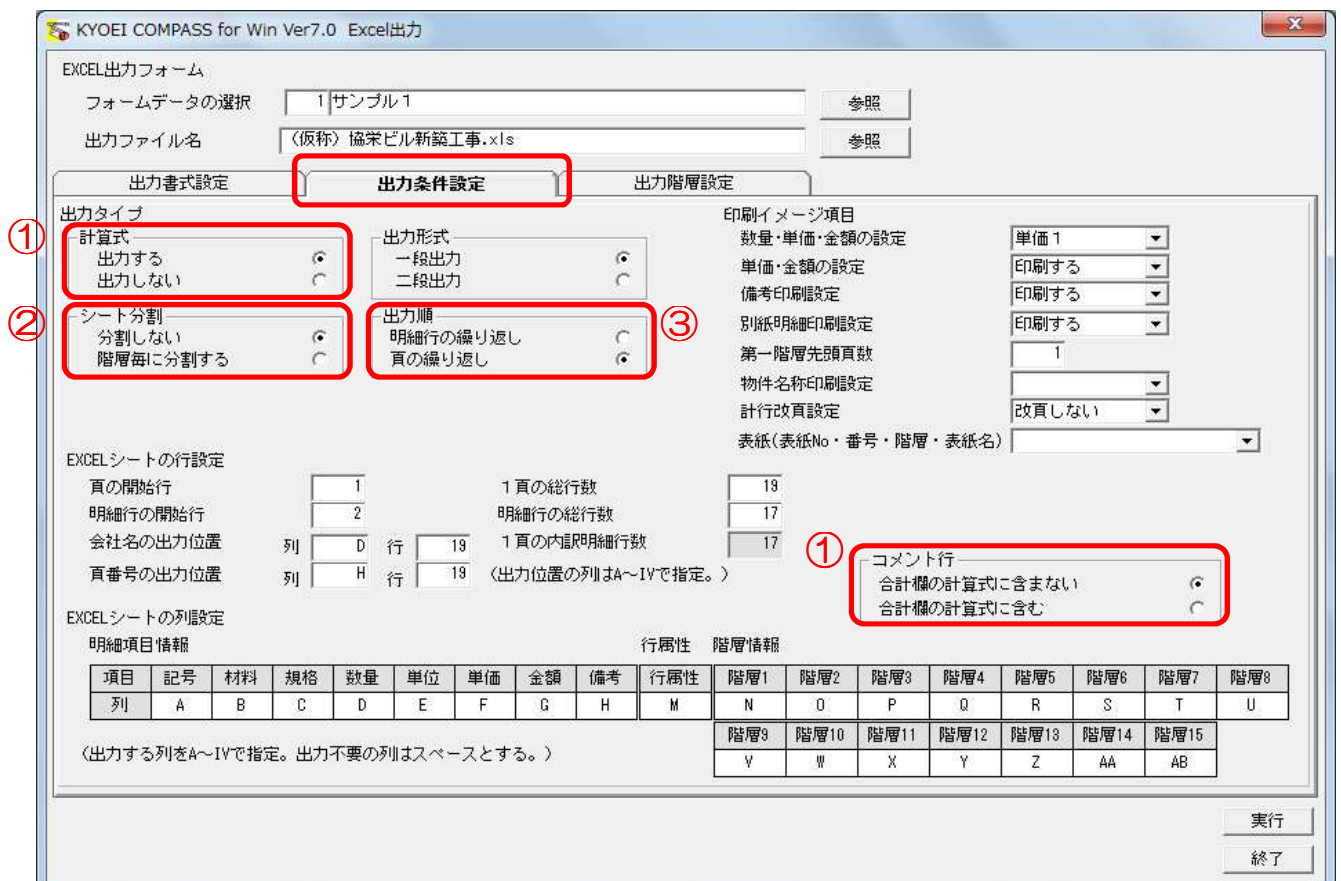 KYOEI COMPASS for Win Ver7.0 Excel出力
EXCEL出力フォーム
フォームデータの選択 1 サンプル1 参照
出力ファイル名 (仮称) 協栄ビル新築工事.xls 参照
出力書式設定 出力条件設定 出力階層設定
出力タイプ
① 計算式
出力する
出力しない
出力形式
一段出力
二段出力
② シート分割
分割しない
階層毎に分割する
出力順 ③
明細行の繰り返し
頁の繰り返し
印刷イメージ項目
数量・単価・金額の設定 単価1
単価・金額の設定 印刷する
備考印刷設定 印刷する
別紙明細印刷設定 印刷する
第一階層先頭頁数 1
物件名称印刷設定
計行改頁設定 改頁しない
表紙(表紙No・番号・階層・表紙名)
EXCELシートの行設定
頁の開始行 1 1頁の総行数 19
明細行の開始行 2 明細行の総行数 17
会社名の出力位置 列 D 行 19 1頁の内訳明細行数 17
頁番号の出力位置 列 H 行 19 (出力位置の列はA~IVで指定。)
① コメント行
合計欄の計算式に含まない
合計欄の計算式に含む
EXCELシートの列設定
明細項目情報 行属性 階層情報
項目 記号 材料 規格 数量 単位 単価 金額 備考 行属性 階層1 階層2 階層3 階層4 階層5 階層6 階層7 階層8
列 A B C D E F G H M N O P Q R S T U
階層9 階層10 階層11 階層12 階層13 階層14 階層15
V W X Y Z AA AB
(出力する列をA~IVで指定。出力不要の列はスペースとする。)
実行
終了